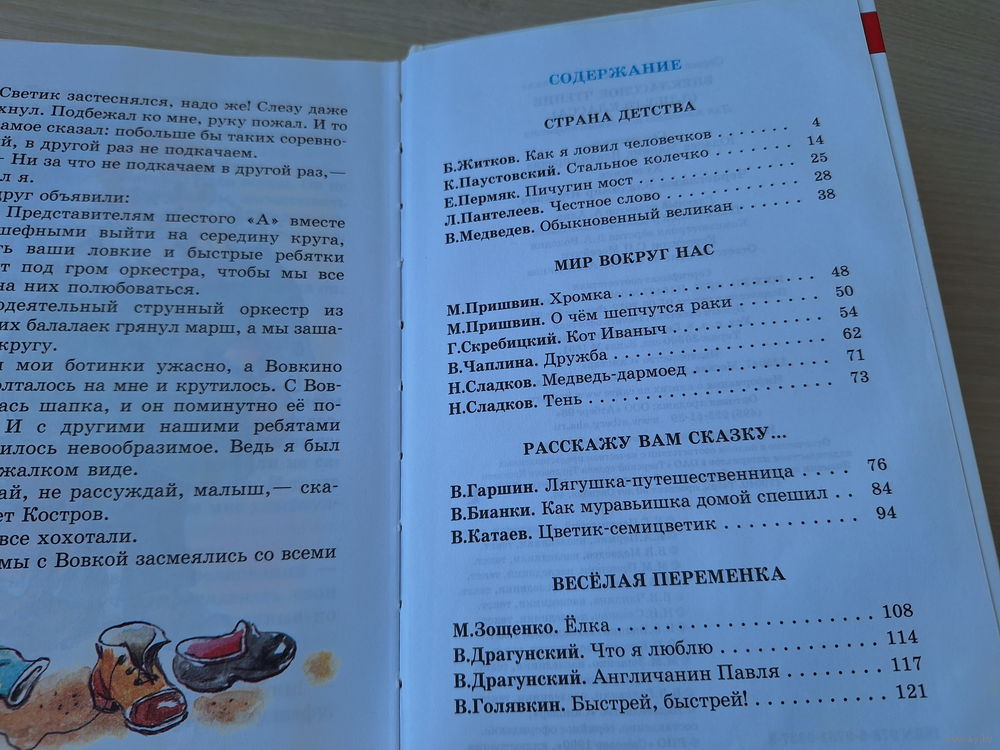 Светик застеснялся, надо же! Слезу даже
хнул. Подбежал ко мне, руку пожал. И то
амое сказал: побольше бы таких соревно-
й, в другой раз не подкачаем.
— Ни за что не подкачаем в другой раз,—
л я.
друг объявили:
Представителям шестого «А» вместе
шефными выйти на середину круга,
ть ваши ловкие и быстрые ребятки
т под гром оркестра, чтобы мы все
на них полюбоваться.
одеятельный струнный оркестр из
их балалаек грянул марш, а мы заша-
кругу.
и мои ботинки ужасно, а Вовкино
олталось на мне и крутилось. С Вов-
ась шапка, и он поминутно её по-
И с другими нашими ребятами
илось невообразимое. Ведь я был
жалком виде.
ай, не рассуждай, малыш,— ска-
ет Костров.
все хохотали.
мы с Вовкой засмеялись со всеми
СОДЕРЖАНИЕ
СТРАНА ДЕТСТВА
Б.Житков. Как я ловил человечков . . . . . . . 4
К.Паустовский. Стальное колечко . . . . . . . 14
Е.Пермяк. Пичугин мост . . . . . . . . . . . . . 25
Л.Пантелеев. Честное слово . . . . . . . . . . . 28
В.Медведев. Обыкновенный великан . . . . . . . 38
МИР ВОКРУГ НАС
М.Пришвин. Хромка . . . . . . . . . . . . . . . 48
М.Пришвин. О чём шепчутся раки . . . . . . . . 50
Г.Скребицкий. Кот Иваныч . . . . . . . . . . . 54
В.Чаплина. Дружба . . . . . . . . . . . . . . . 62
Н.Сладков. Медведь-дармоед . . . . . . . . . . 71
Н.Сладков. Тень . . . . . . . . . . . . . . . . 73
РАССКАЖУ ВАМ СКАЗКУ...
В.Гаршин. Лягушка-путешественница . . . . 76
В.Бианки. Как муравьишка домой спешил . . 84
В.Катаев. Цветик-семицветик . . . . . . . . . . 94
ВЕСЁЛАЯ ПЕРЕМЕНКА
М.Зощенко. Ёлка . . . . . . . . . . . . . . . . 108
В.Драгунский. Что я люблю . . . . . . . . . . 114
В.Драгунский. Англичанин Павля . . . . . . . 117
В.Голявкин. Быстрей, быстрей! . . . . . . . . . 121